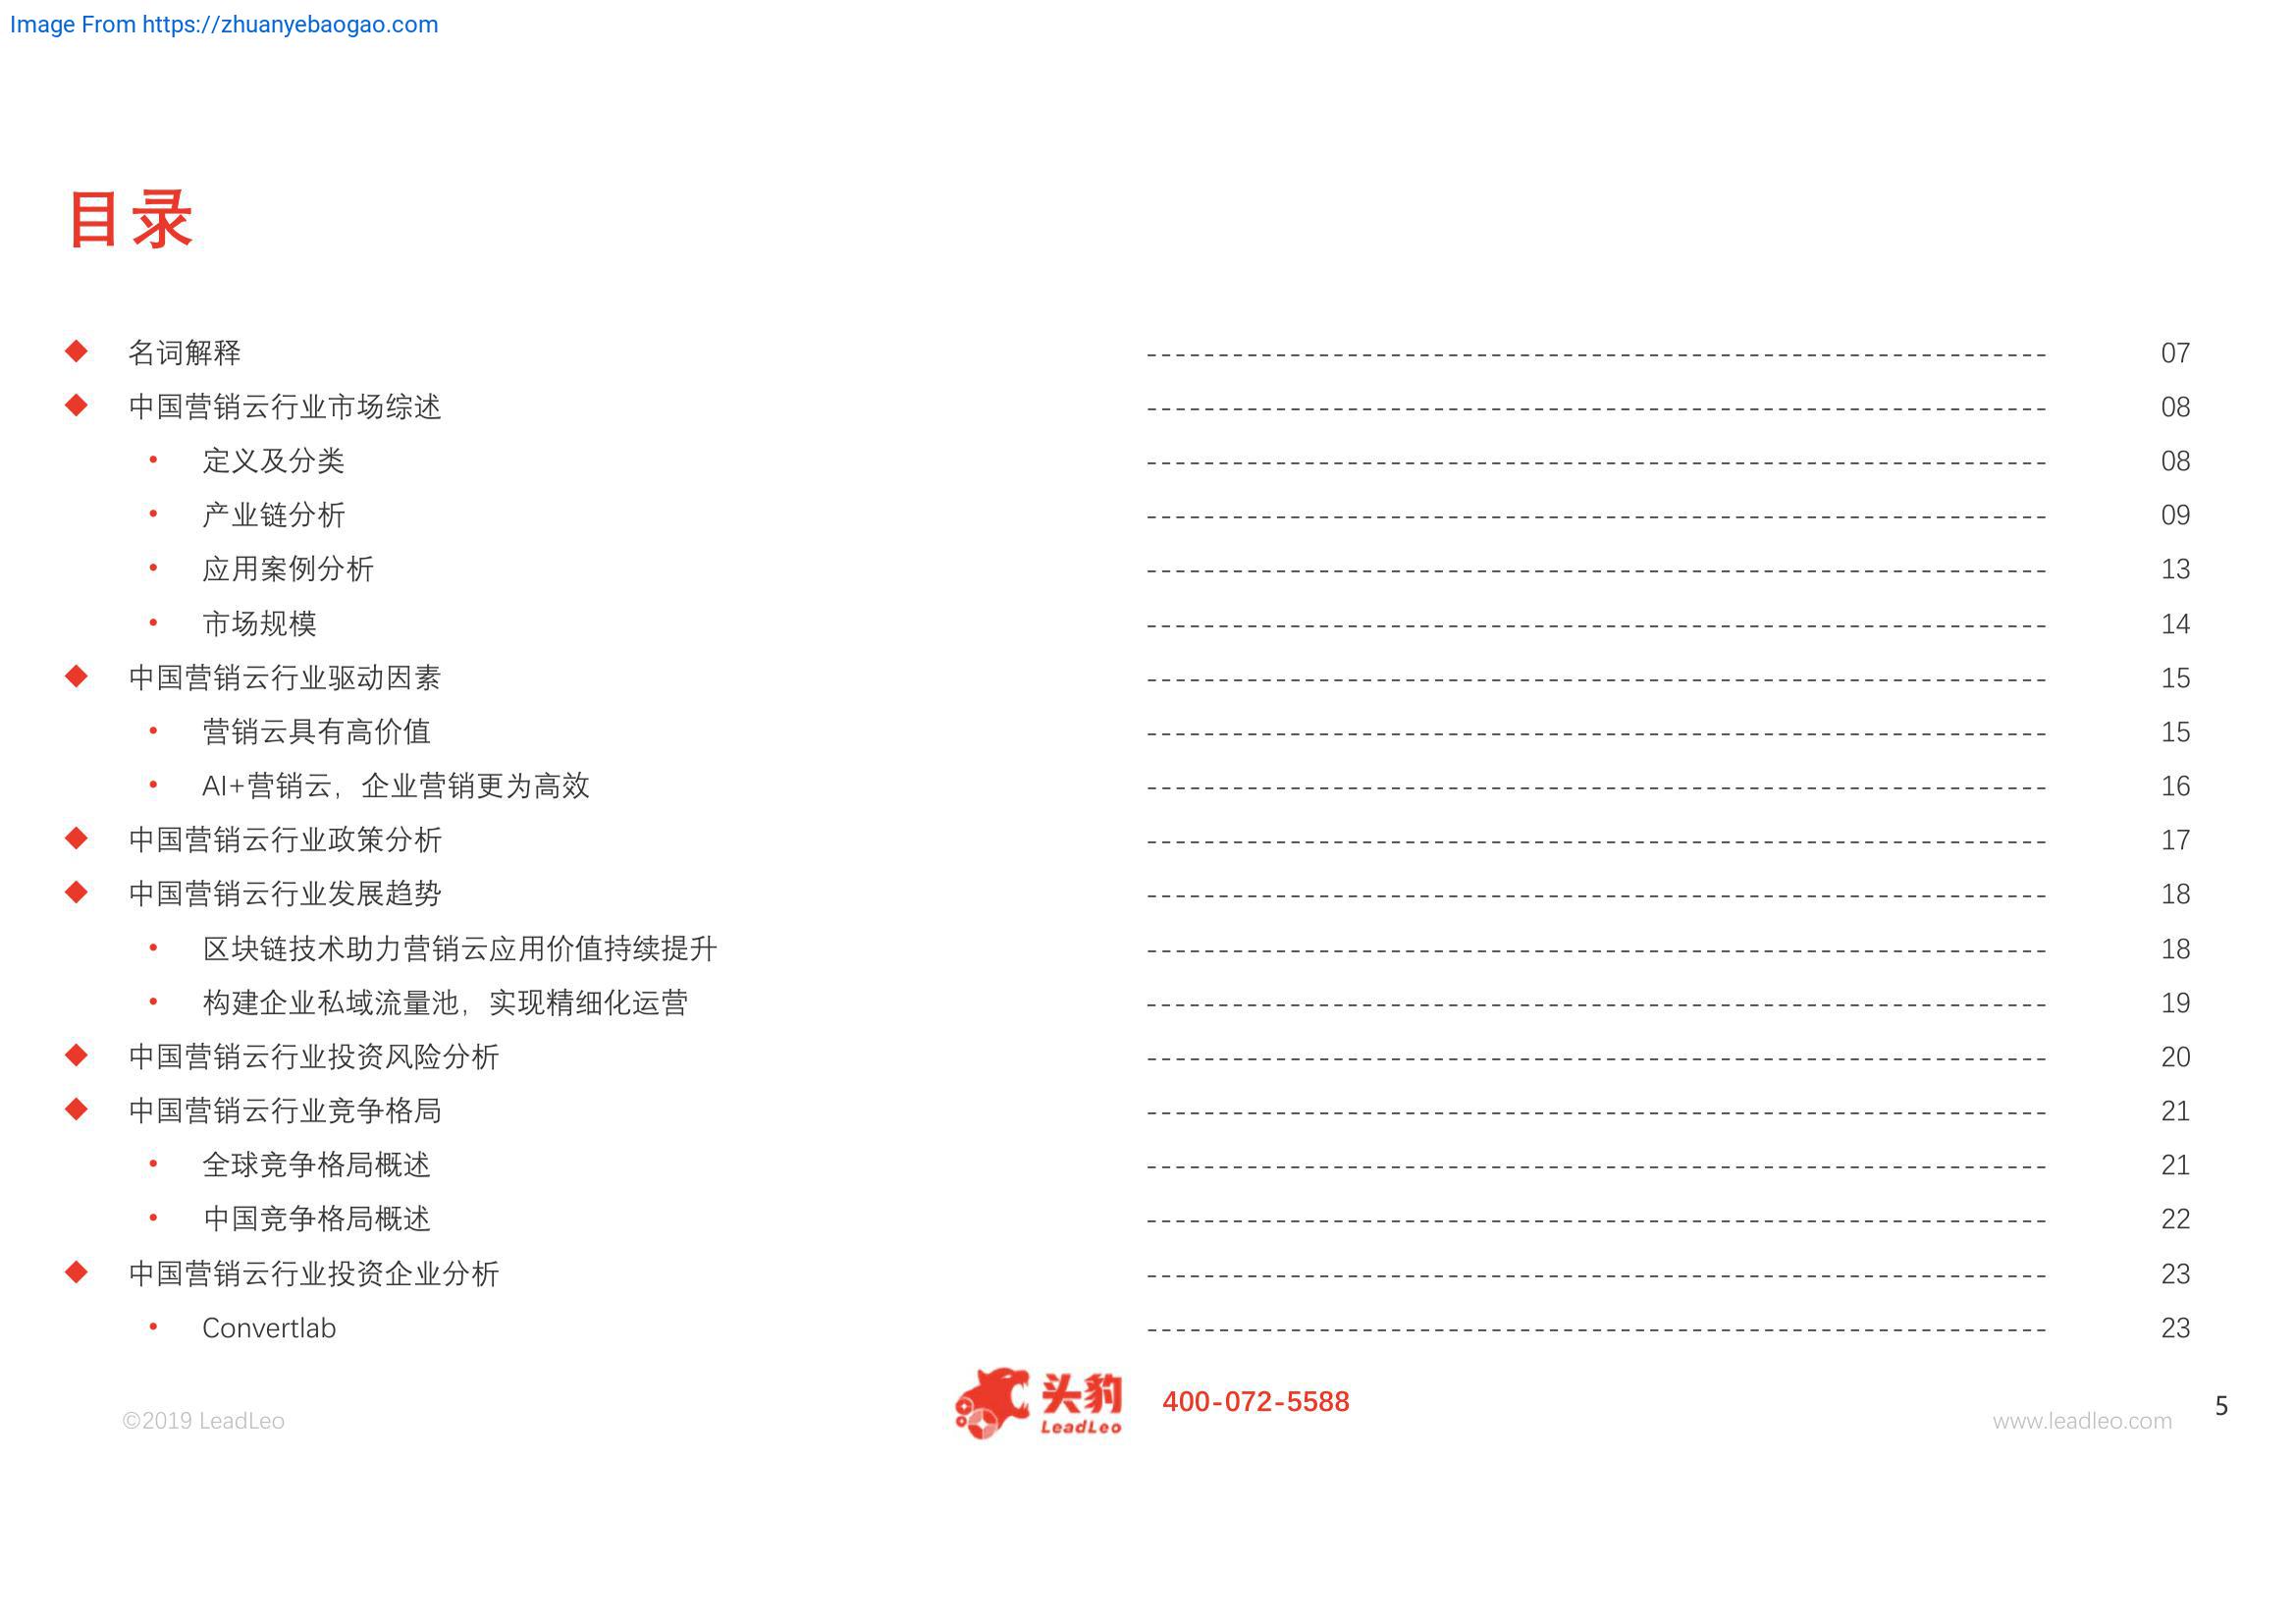 Image From https://zhuanyebaogao.com
目录
◆ 名词解释 ---------------------------------------------------------------- 07
◆ 中国营销云行业市场综述 ---------------------------------------------------------------- 08
• 定义及分类 ---------------------------------------------------------------- 08
• 产业链分析 ---------------------------------------------------------------- 09
• 应用案例分析 ---------------------------------------------------------------- 13
• 市场规模 ---------------------------------------------------------------- 14
◆ 中国营销云行业驱动因素 ---------------------------------------------------------------- 15
• 营销云具有高价值 ---------------------------------------------------------------- 15
• AI+营销云，企业营销更为高效 ---------------------------------------------------------------- 16
◆ 中国营销云行业政策分析 ---------------------------------------------------------------- 17
◆ 中国营销云行业发展趋势 ---------------------------------------------------------------- 18
• 区块链技术助力营销云应用价值持续提升 ---------------------------------------------------------------- 18
• 构建企业私域流量池，实现精细化运营 ---------------------------------------------------------------- 19
◆ 中国营销云行业投资风险分析 ---------------------------------------------------------------- 20
◆ 中国营销云行业竞争格局 ---------------------------------------------------------------- 21
• 全球竞争格局概述 ---------------------------------------------------------------- 21
• 中国竞争格局概述 ---------------------------------------------------------------- 22
◆ 中国营销云行业投资企业分析 ---------------------------------------------------------------- 23
• Convertlab ---------------------------------------------------------------- 23
头豹
LeadLeo
400-072-5588
©2019 LeadLeo
www.leadleo.com
5